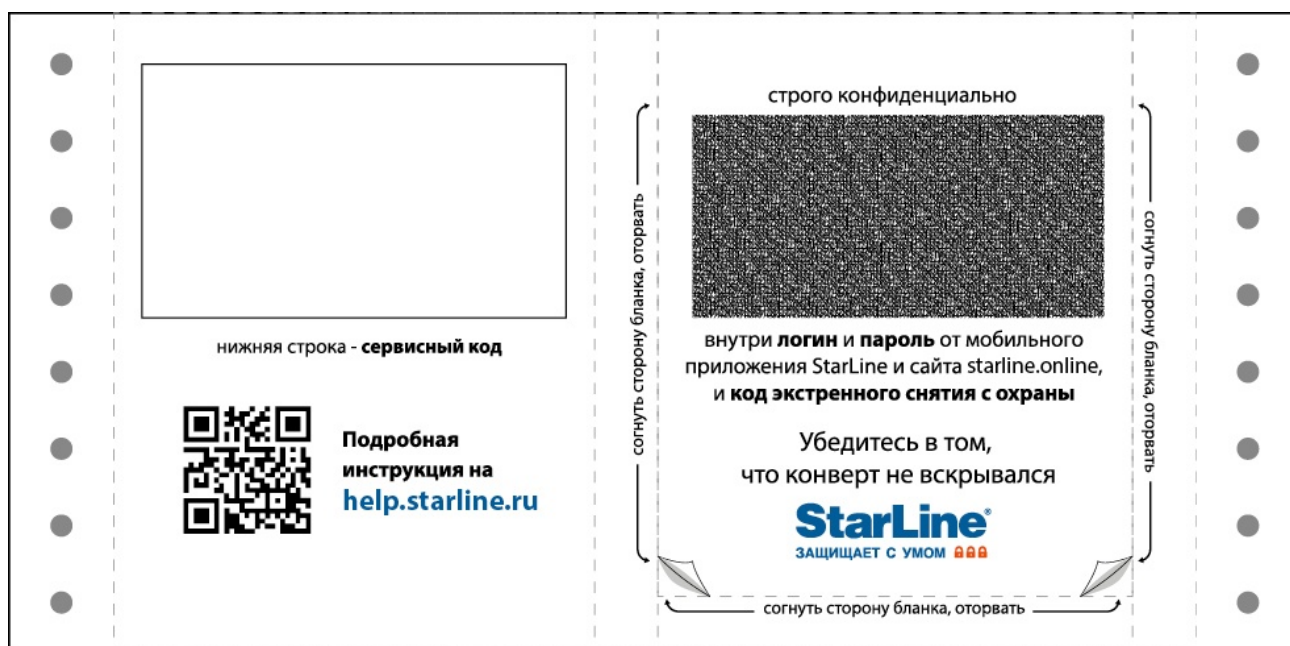 нижняя строка - сервисный код
Подробная
инструкция на
help.starline.ru
строго конфиденциально
согнуть сторону бланка, оторвать
внутри логин и пароль от мобильного
приложения StarLine и сайта starline.online,
и код экстренного снятия с охраны
Убедитесь в том,
что конверт не вскрывался
StarLine®
ЗАЩИЩАЕТ С УМОМ
согнуть сторону бланка, оторвать
согнуть сторону бланка, оторвать